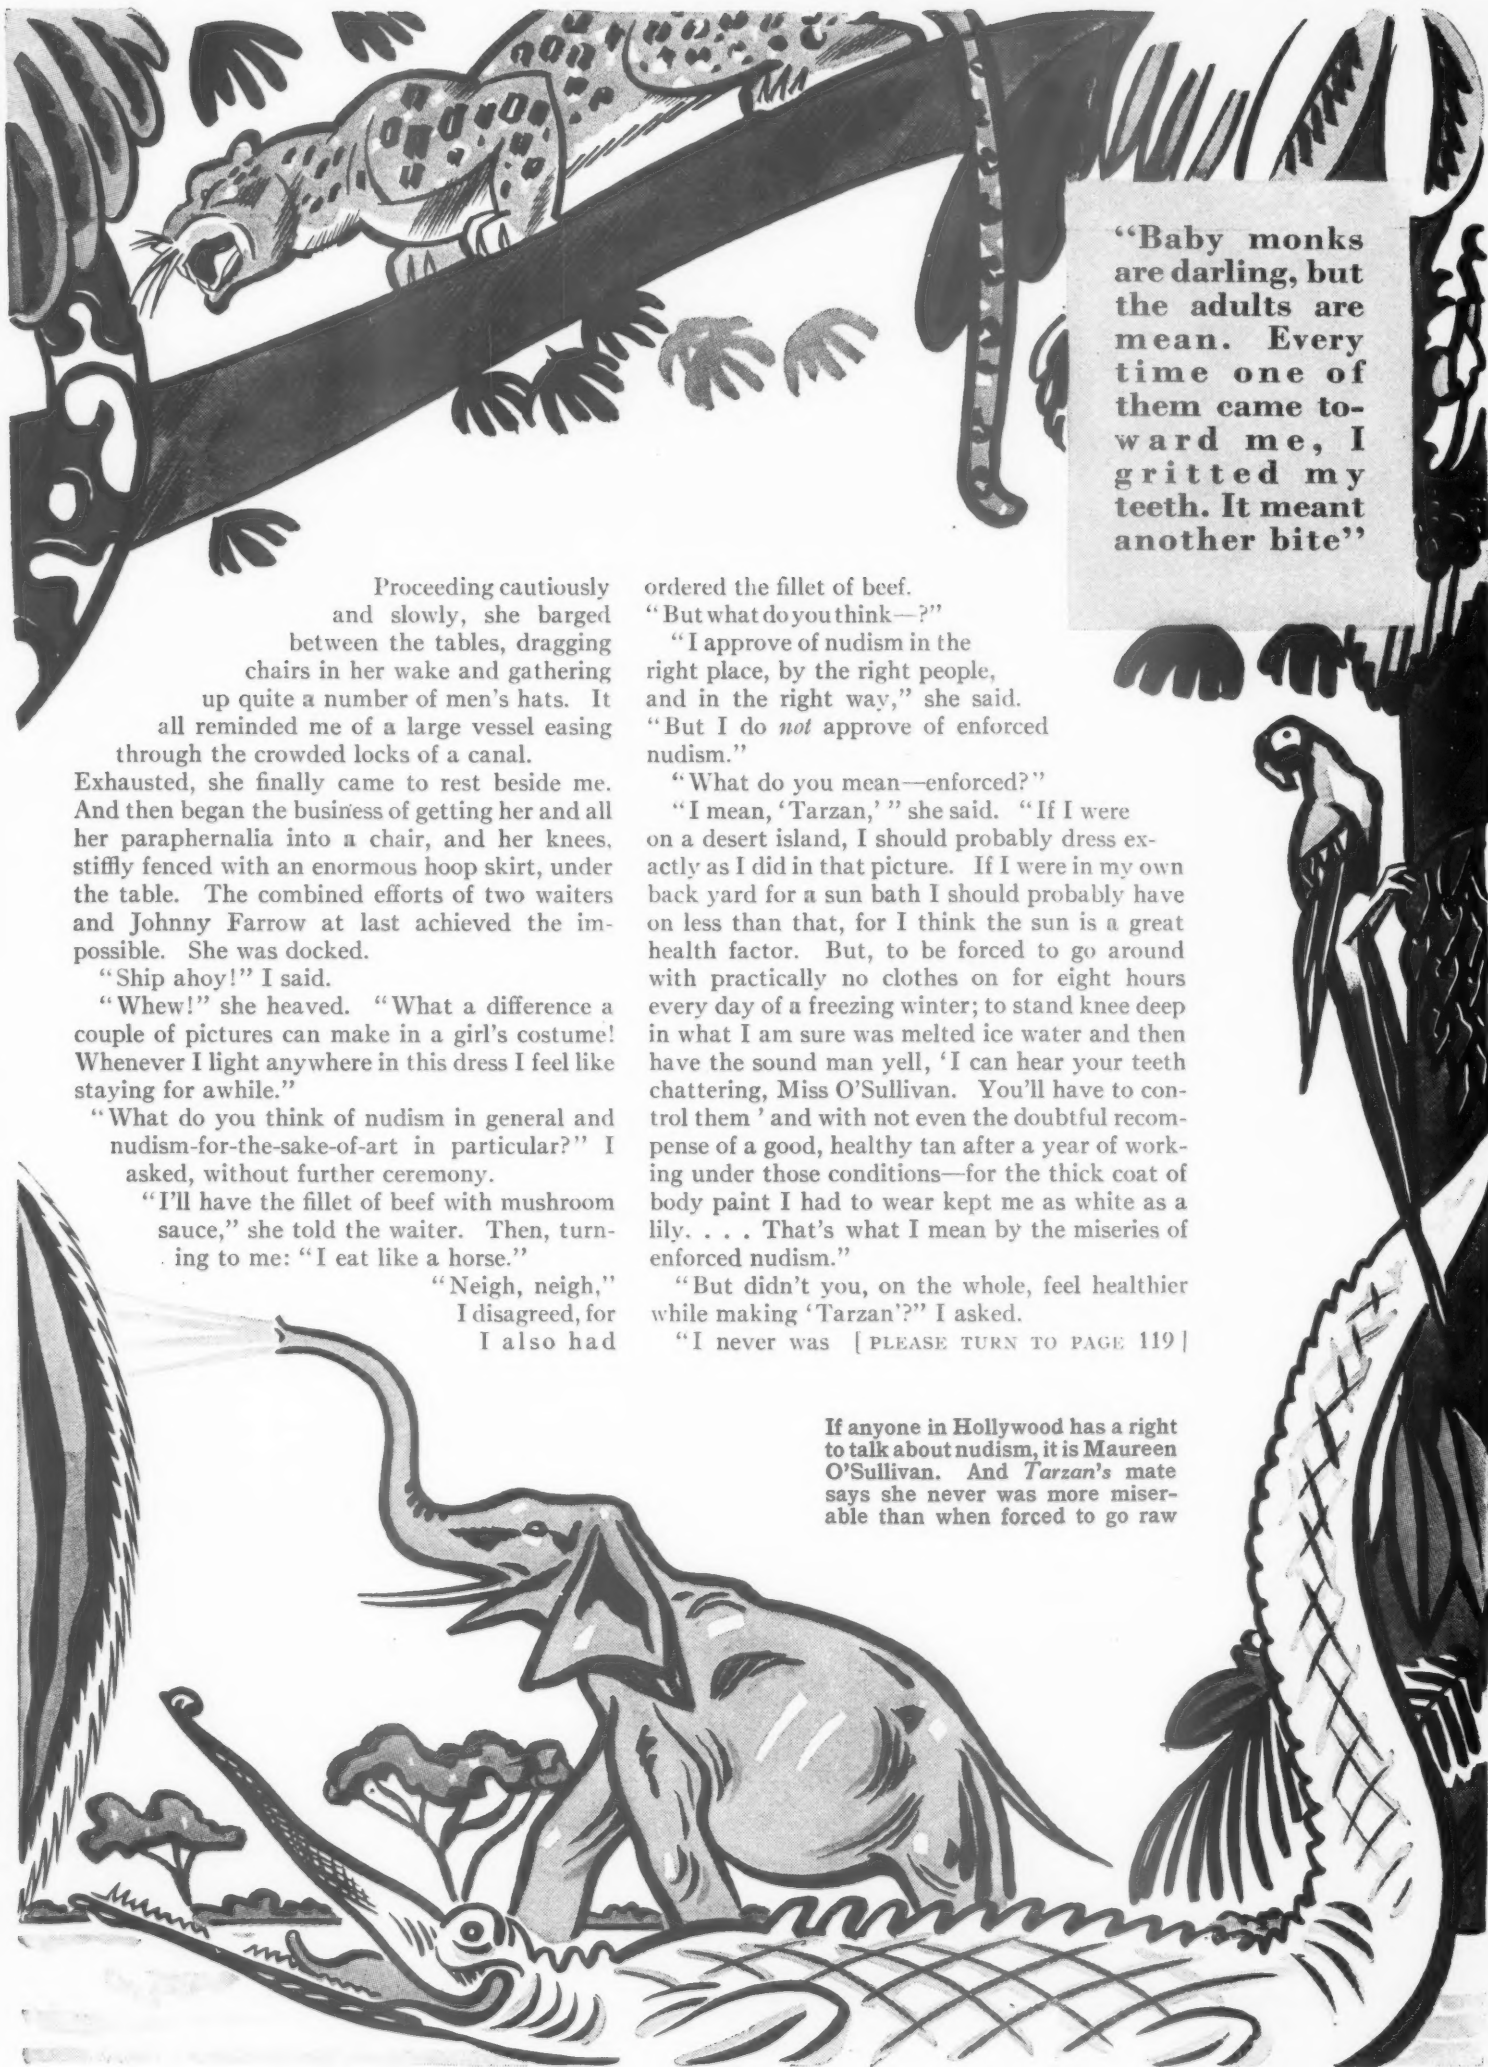 "Baby monks
are darling, but
the adults are
mean. Every
time one of
them came to-
ward me, I
gritted my
teeth. It meant
another bite"
Proceeding cautiously
and slowly, she barged
between the tables, dragging
chairs in her wake and gathering
up quite a number of men's hats. It
all reminded me of a large vessel easing
through the crowded locks of a canal.
Exhausted, she finally came to rest beside me.
And then began the business of getting her and all
her paraphernalia into a chair, and her knees,
stiffly fenced with an enormous hoop skirt, under
the table. The combined efforts of two waiters
and Johnny Farrow at last achieved the im-
possible. She was docked.
"Ship ahoy!" I said.
"Whew!" she heaved. "What a difference a
couple of pictures can make in a girl's costume!
Whenever I light anywhere in this dress I feel like
staying for awhile."
"What do you think of nudism in general and
nudism-for-the-sake-of-art in particular?" I
asked, without further ceremony.
"I'll have the fillet of beef with mushroom
sauce," she told the waiter. Then, turn-
ing to me: "I eat like a horse."
"Neigh, neigh,"
I disagreed, for
I also had
ordered the fillet of beef.
"But what do you think—?"
"I approve of nudism in the
right place, by the right people,
and in the right way," she said.
"But I do not approve of enforced
nudism."
"What do you mean—enforced?"
"I mean, 'Tarzan,' " she said. "If I were
on a desert island, I should probably dress ex-
actly as I did in that picture. If I were in my own
back yard for a sun bath I should probably have
on less than that, for I think the sun is a great
health factor. But, to be forced to go around
with practically no clothes on for eight hours
every day of a freezing winter; to stand knee deep
in what I am sure was melted ice water and then
have the sound man yell, 'I can hear your teeth
chattering, Miss O'Sullivan. You'll have to con-
trol them ' and with not even the doubtful recom-
pense of a good, healthy tan after a year of work-
ing under those conditions—for the thick coat of
body paint I had to wear kept me as white as a
lily. . . . That's what I mean by the miseries of
enforced nudism."
"But didn't you, on the whole, feel healthier
while making 'Tarzan'?" I asked.
"I never was [ PLEASE TURN TO PAGE 119 ]
If anyone in Hollywood has a right
to talk about nudism, it is Maureen
O'Sullivan. And Tarzan's mate
says she never was more miser-
able than when forced to go raw